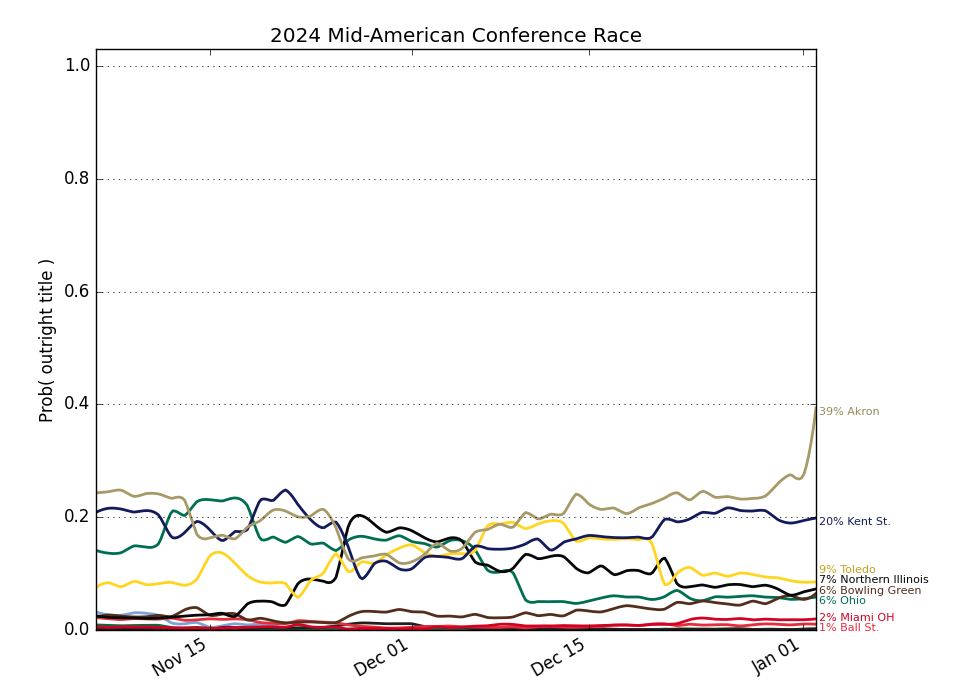 2024 Mid-American Conference Race
Prob( outright title )
1.0
0.8
0.6
0.4
0.2
0.0
Nov 15
Dec 01
Dec 15
Jan 01
39% Akron
20% Kent St.
9% Toledo
7% Northern Illinois
6% Bowling Green
6% Ohio
2% Miami OH
1% Ball St.